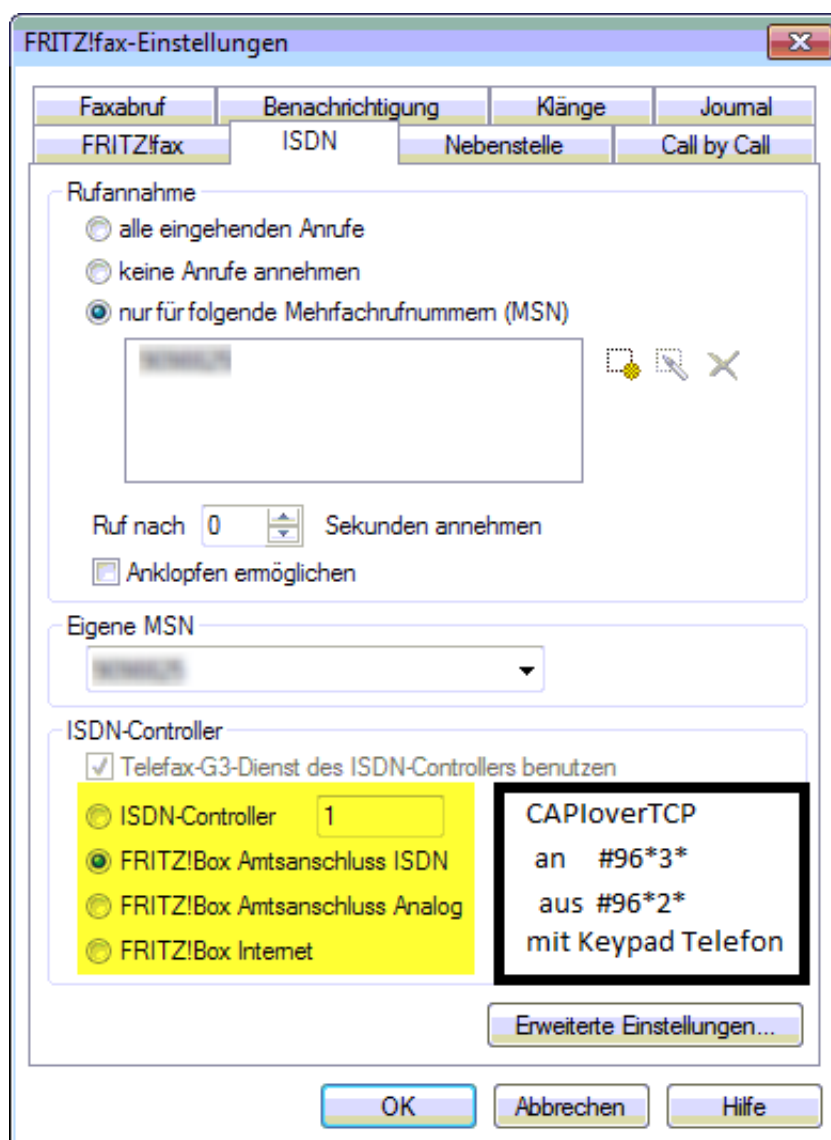 FRITZ!fax-Einstellungen
Faxabruf Benachrichtigung Klänge Journal
FRITZ!fax ISDN Nebenstelle Call by Call
Rufannahme
alle eingehenden Anrufe
keine Anrufe annehmen
nur für folgende Mehrfachrufnummern (MSN)
Ruf nach 0 Sekunden annehmen
Anklopfen ermöglichen
Eigene MSN
ISDN-Controller
Telefax-G3-Dienst des ISDN-Controllers benutzen
ISDN-Controller 1
FRITZ!Box Amtsanschluss ISDN
FRITZ!Box Amtsanschluss Analog
FRITZ!Box Internet
CAPIoverTCP
an #96*3*
aus #96*2*
mit Keypad Telefon
Erweiterte Einstellungen...
OK Abbrechen Hilfe